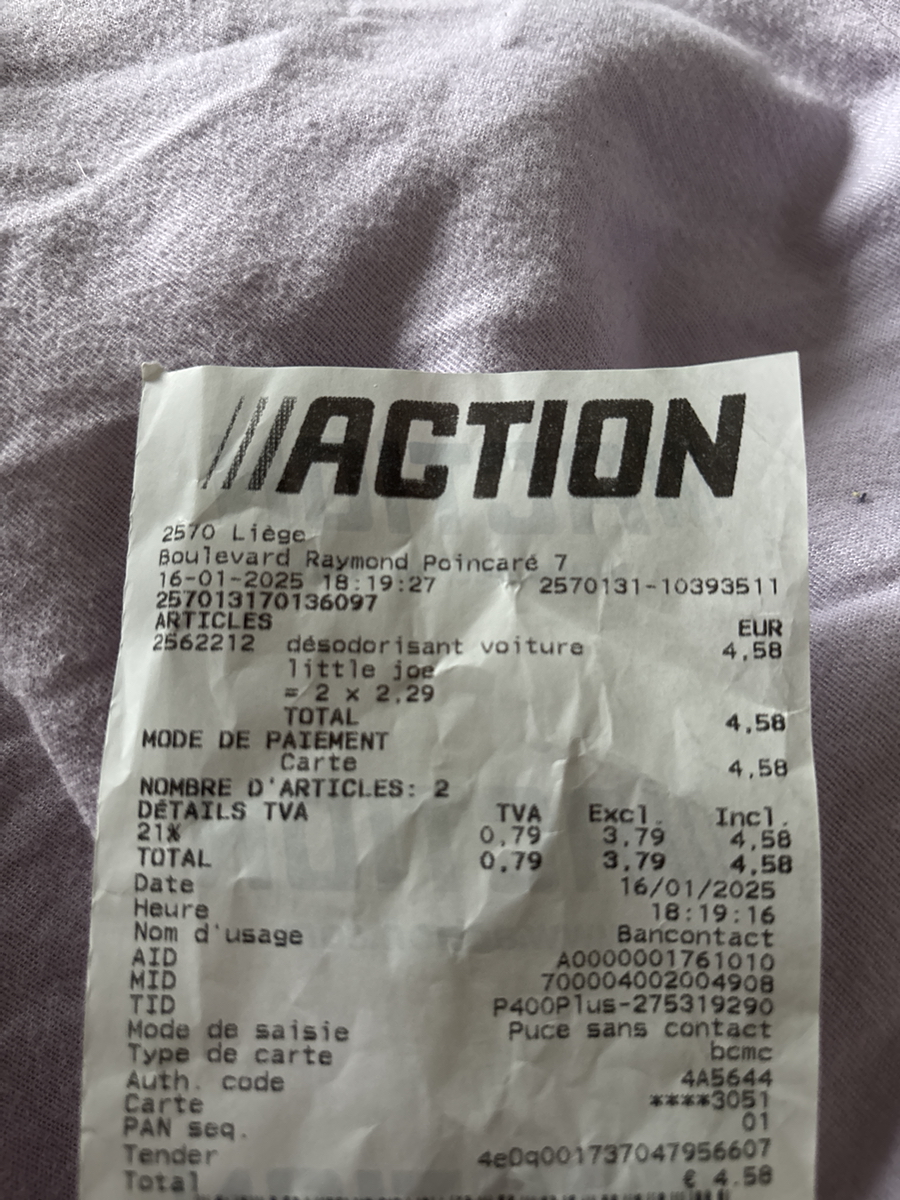 ///ACTION
2570 Liège
Boulevard Raymond Poincaré 7
16-01-2025 18:19:27 2570131-10393511
257013170136097
ARTICLES EUR
2562212 désodorisant voiture 4,58
little joe
= 2 x 2,29
TOTAL 4,58
MODE DE PAIEMENT
Carte 4,58
NOMBRE D'ARTICLES: 2
DÉTAILS TVA TVA Excl. Incl.
21% 0,79 3,79 4,58
TOTAL 0,79 3,79 4,58
Date 16/01/2025
Heure 18:19:16
Nom d'usage Bancontact
AID A0000001761010
MID 700004002004908
TID P400Plus-275319290
Mode de saisie Puce sans contact
Type de carte bcmc
Auth. code 4A5644
Carte ****3051
PAN seq. 01
Tender 4e0q001737047956607
Total € 4.58